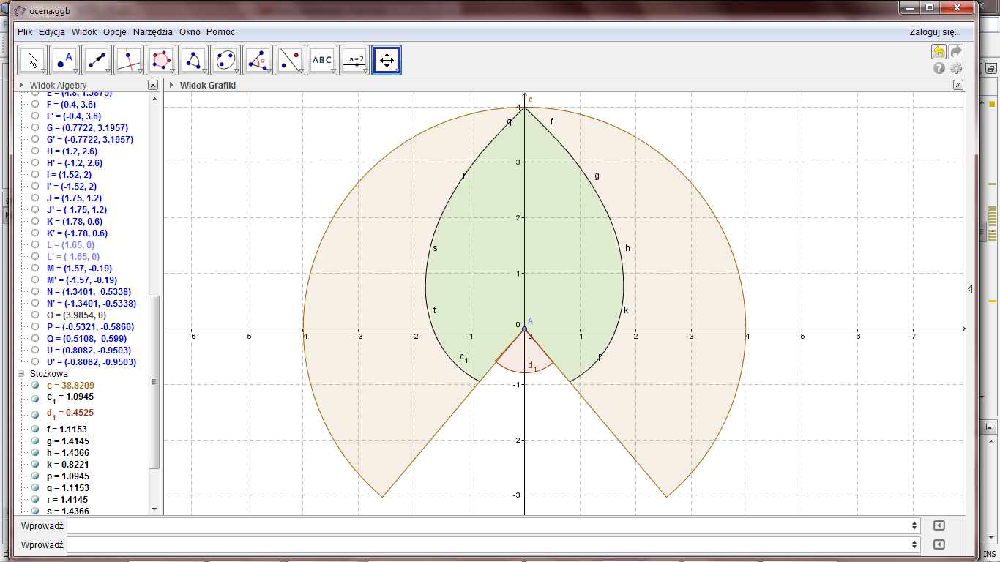 ocena.ggb
Plik Edycja Widok Opcje Narzędzia Okno Pomoc
Zaloguj się...
A
α
ABC
a=2
Widok Algebry
Widok Grafiki
E = (4.8, 1.3875)
F = (0.4, 3.6)
F' = (-0.4, 3.6)
G = (0.7722, 3.1957)
G' = (-0.7722, 3.1957)
H = (1.2, 2.6)
H' = (-1.2, 2.6)
I = (1.52, 2)
I' = (-1.52, 2)
J = (1.75, 1.2)
J' = (-1.75, 1.2)
K = (1.78, 0.6)
K' = (-1.78, 0.6)
L = (1.65, 0)
L' = (-1.65, 0)
M = (1.57, -0.19)
M' = (-1.57, -0.19)
N = (1.3401, -0.5338)
N' = (-1.3401, -0.5338)
O = (3.9854, 0)
P = (-0.5321, -0.5866)
Q = (0.5108, -0.599)
U = (0.8082, -0.9503)
U' = (-0.8082, -0.9503)
Stożkowa
c = 38.8209
c1 = 1.0945
d1 = 0.4525
f = 1.1153
g = 1.4145
h = 1.4366
k = 0.8221
p = 1.0945
q = 1.1153
r = 1.4145
s = 1.4366
c
4
q f
3
r g
2
s h
1
t k
0 A
-6 -5 -4 -3 -2 -1 0 1 2 3 4 5 6 7
c1 d1 p
-1
-2
-3
Wprowadź:
Wprowadź:
INS